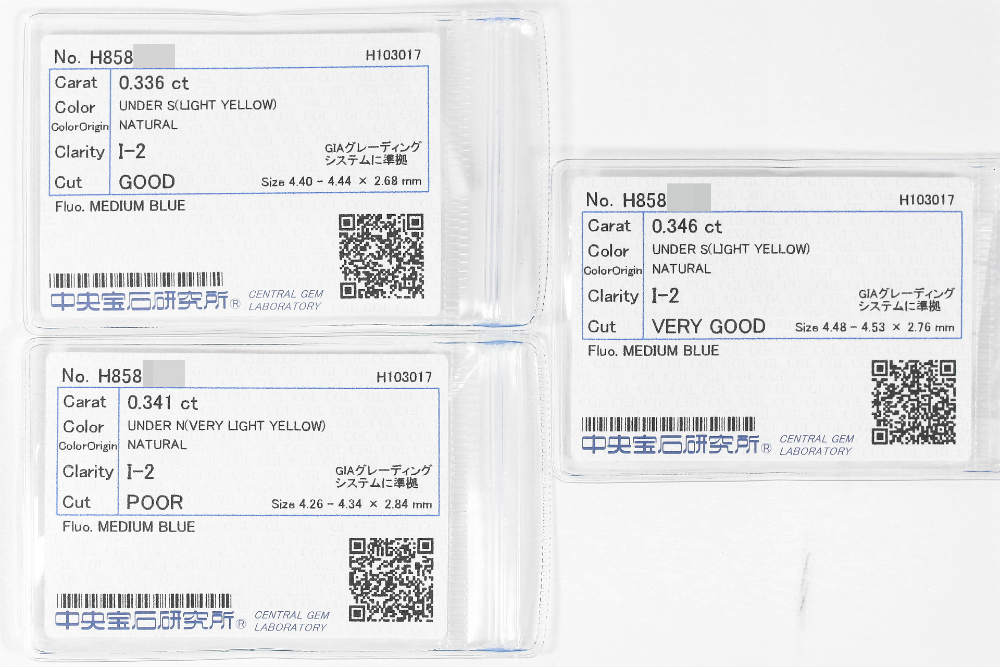 No. H858
H103017
Carat 0.336 ct
Color UNDER S(LIGHT YELLOW)
ColorOrigin NATURAL
Clarity I-2
GIAグレーディング
システムに準拠
Cut GOOD Size 4.40 - 4.44 × 2.68 mm
Fluo. MEDIUM BLUE
中央宝石研究所® CENTRAL GEM
LABORATORY
No. H858
H103017
Carat 0.346 ct
Color UNDER S(LIGHT YELLOW)
ColorOrigin NATURAL
Clarity I-2
GIAグレーディング
システムに準拠
Cut VERY GOOD Size 4.48 - 4.53 × 2.76 mm
Fluo. MEDIUM BLUE
中央宝石研究所® CENTRAL GEM
LABORATORY
No. H858
H103017
Carat 0.341 ct
Color UNDER N(VERY LIGHT YELLOW)
ColorOrigin NATURAL
Clarity I-2
GIAグレーディング
システムに準拠
Cut POOR Size 4.26 - 4.34 × 2.84 mm
Fluo. MEDIUM BLUE
中央宝石研究所® CENTRAL GEM
LABORATORY